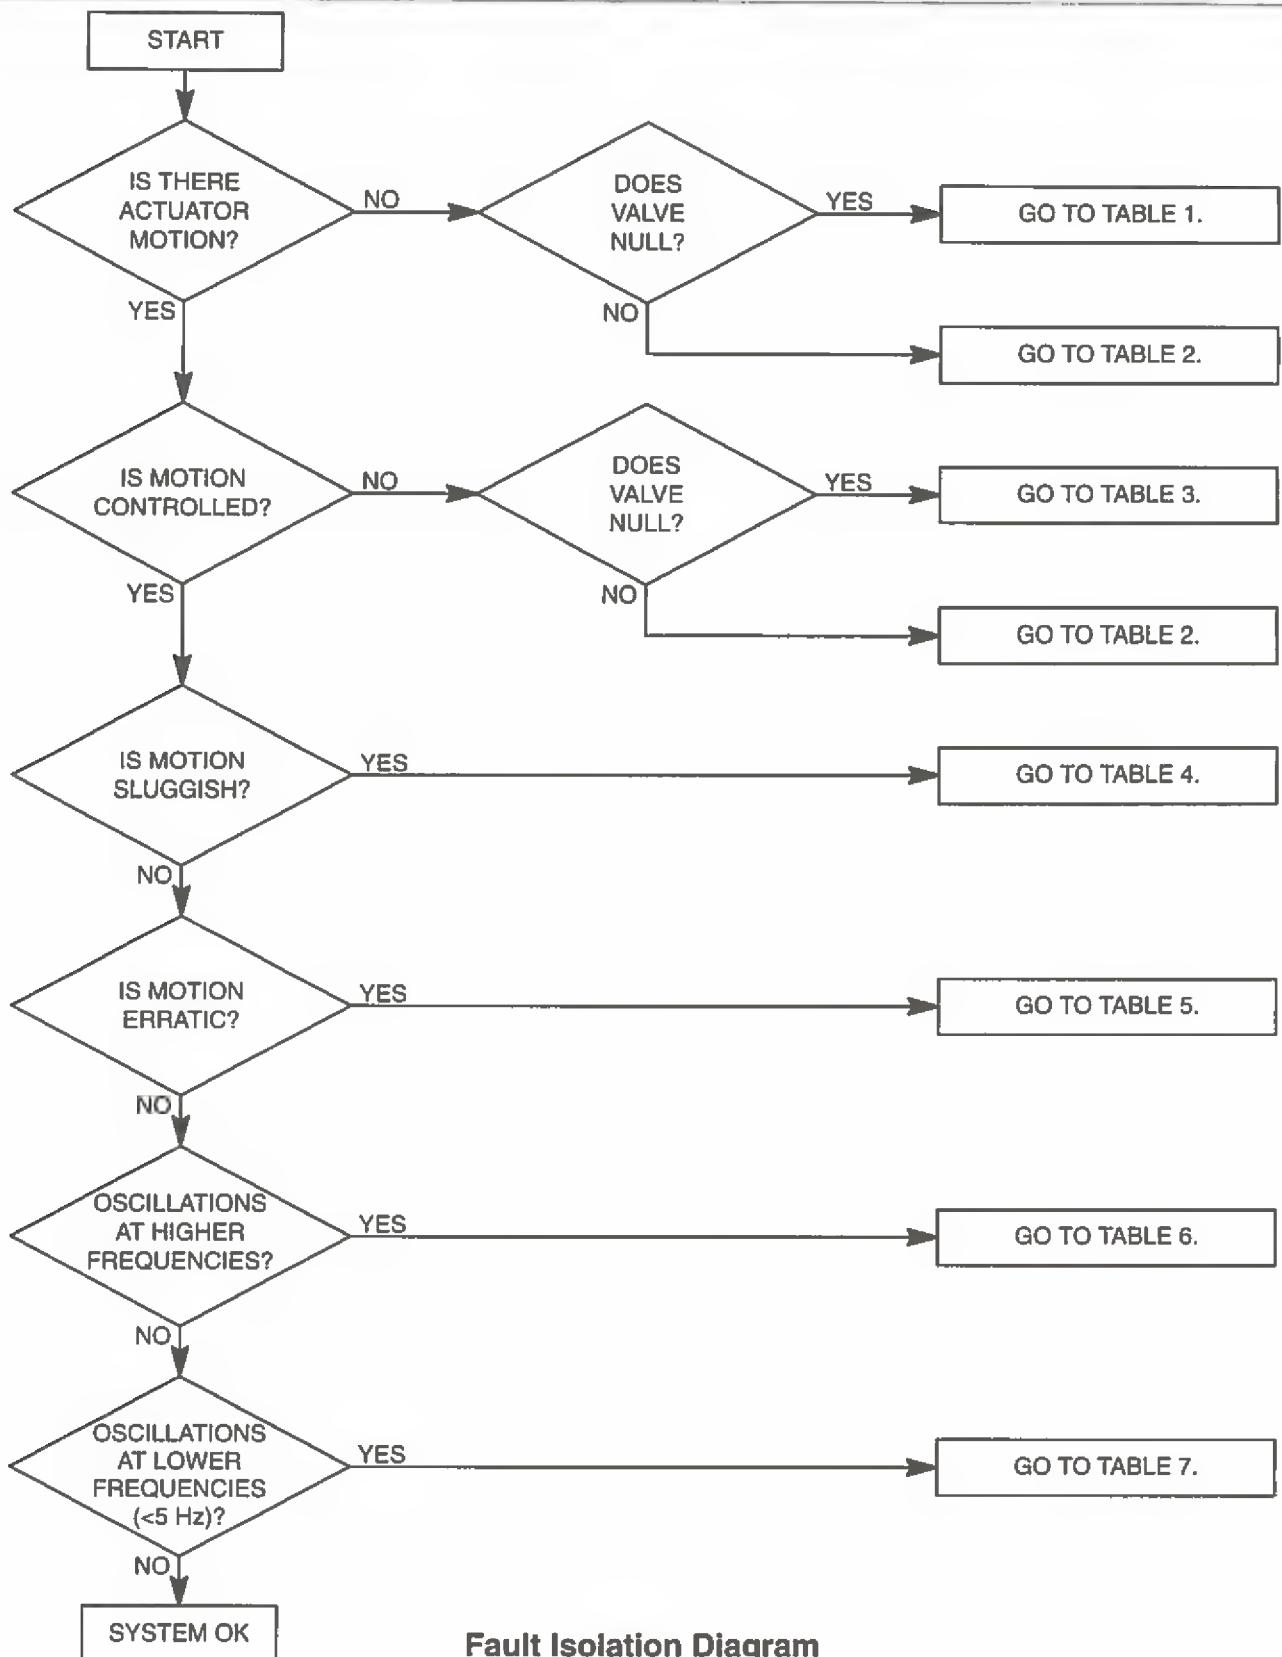 START
IS THERE
ACTUATOR
MOTION?
NO
DOES
VALVE
NULL?
YES
GO TO TABLE 1.
YES
NO
GO TO TABLE 2.
IS MOTION
CONTROLLED?
NO
DOES
VALVE
NULL?
YES
GO TO TABLE 3.
YES
NO
GO TO TABLE 2.
IS MOTION
SLUGGISH?
YES
GO TO TABLE 4.
NO
IS MOTION
ERRATIC?
YES
GO TO TABLE 5.
NO
OSCILLATIONS
AT HIGHER
FREQUENCIES?
YES
GO TO TABLE 6.
NO
OSCILLATIONS
AT LOWER
FREQUENCIES
(<5 Hz)?
YES
GO TO TABLE 7.
NO
SYSTEM OK
Fault Isolation Diagram